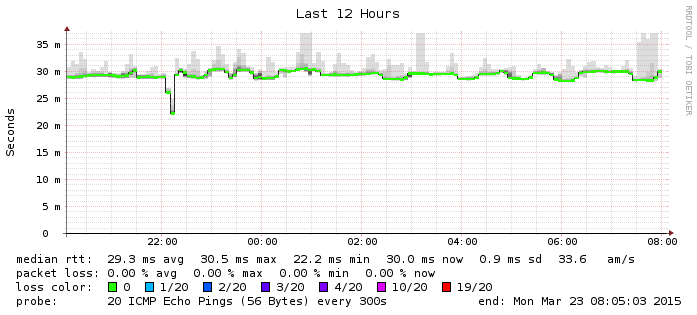 Last 12 Hours
RRDTOOL / TOBI OETIKER
Seconds
35 m
30 m
25 m
20 m
15 m
10 m
5 m
0
22:00 00:00 02:00 04:00 06:00 08:00
median rtt: 29.3 ms avg 30.5 ms max 22.2 ms min 30.0 ms now 0.9 ms sd 33.6 am/s
packet loss: 0.00 % avg 0.00 % max 0.00 % min 0.00 % now
loss color: 0 1/20 2/20 3/20 4/20 10/20 19/20
probe: 20 ICMP Echo Pings (56 Bytes) every 300s end: Mon Mar 23 08:05:03 2015